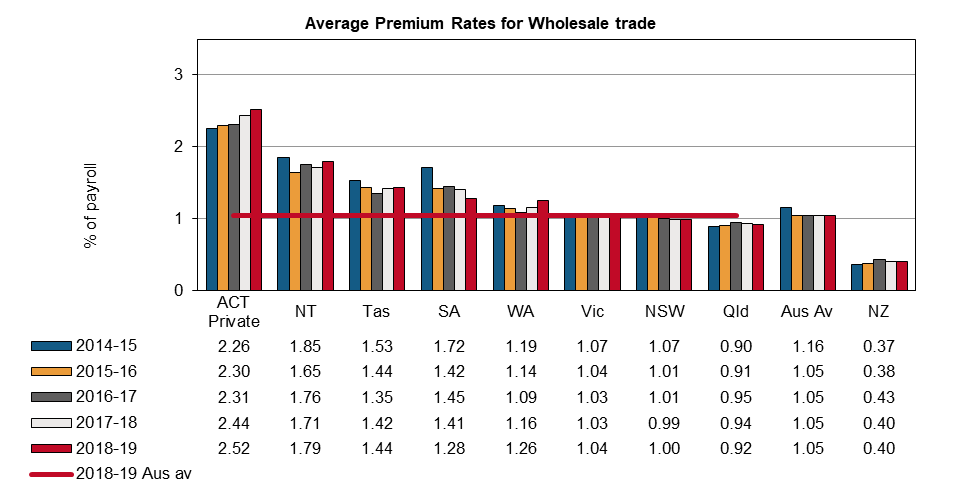 Average Premium Rates for Wholesale trade
% of payroll
3
2
1
0
ACT Private NT Tas SA WA Vic NSW Qld Aus Av NZ
2014-15 2.26 1.85 1.53 1.72 1.19 1.07 1.07 0.90 1.16 0.37
2015-16 2.30 1.65 1.44 1.42 1.14 1.04 1.01 0.91 1.05 0.38
2016-17 2.31 1.76 1.35 1.45 1.09 1.03 1.01 0.95 1.05 0.43
2017-18 2.44 1.71 1.42 1.41 1.16 1.03 0.99 0.94 1.05 0.40
2018-19 2.52 1.79 1.44 1.28 1.26 1.04 1.00 0.92 1.05 0.40
2018-19 Aus av